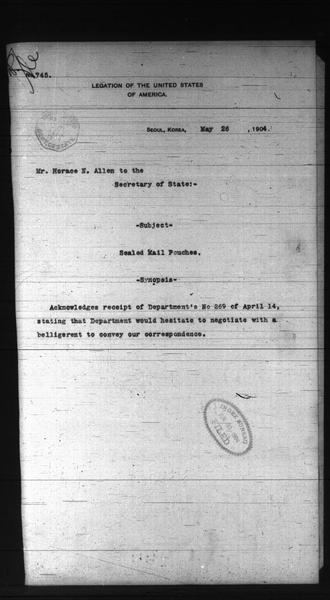 No 745.
LEGATION OF THE UNITED STATES
OF AMERICA.
SEOUL, KOREA, May 26, 1904.
Mr. Horace N. Allen to the
Secretary of State:-
-Subject-
Sealed Mail Pouches.
-Synopsis-
Acknowledges receipt of Department's No 269 of April 14,
stating that Department would hesitate to negotiate with a
belligerent to convey our correspondence.